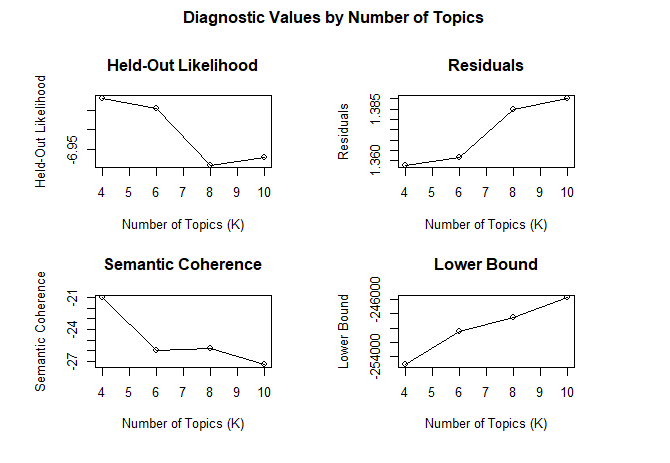 Diagnostic Values by Number of Topics
Held-Out Likelihood
Held-Out Likelihood
-6.95
4 5 6 7 8 9 10
Number of Topics (K)
Residuals
Residuals
1.360 1.385
4 5 6 7 8 9 10
Number of Topics (K)
Semantic Coherence
Semantic Coherence
-27 -24 -21
4 5 6 7 8 9 10
Number of Topics (K)
Lower Bound
Lower Bound
-254000 -246000
4 5 6 7 8 9 10
Number of Topics (K)